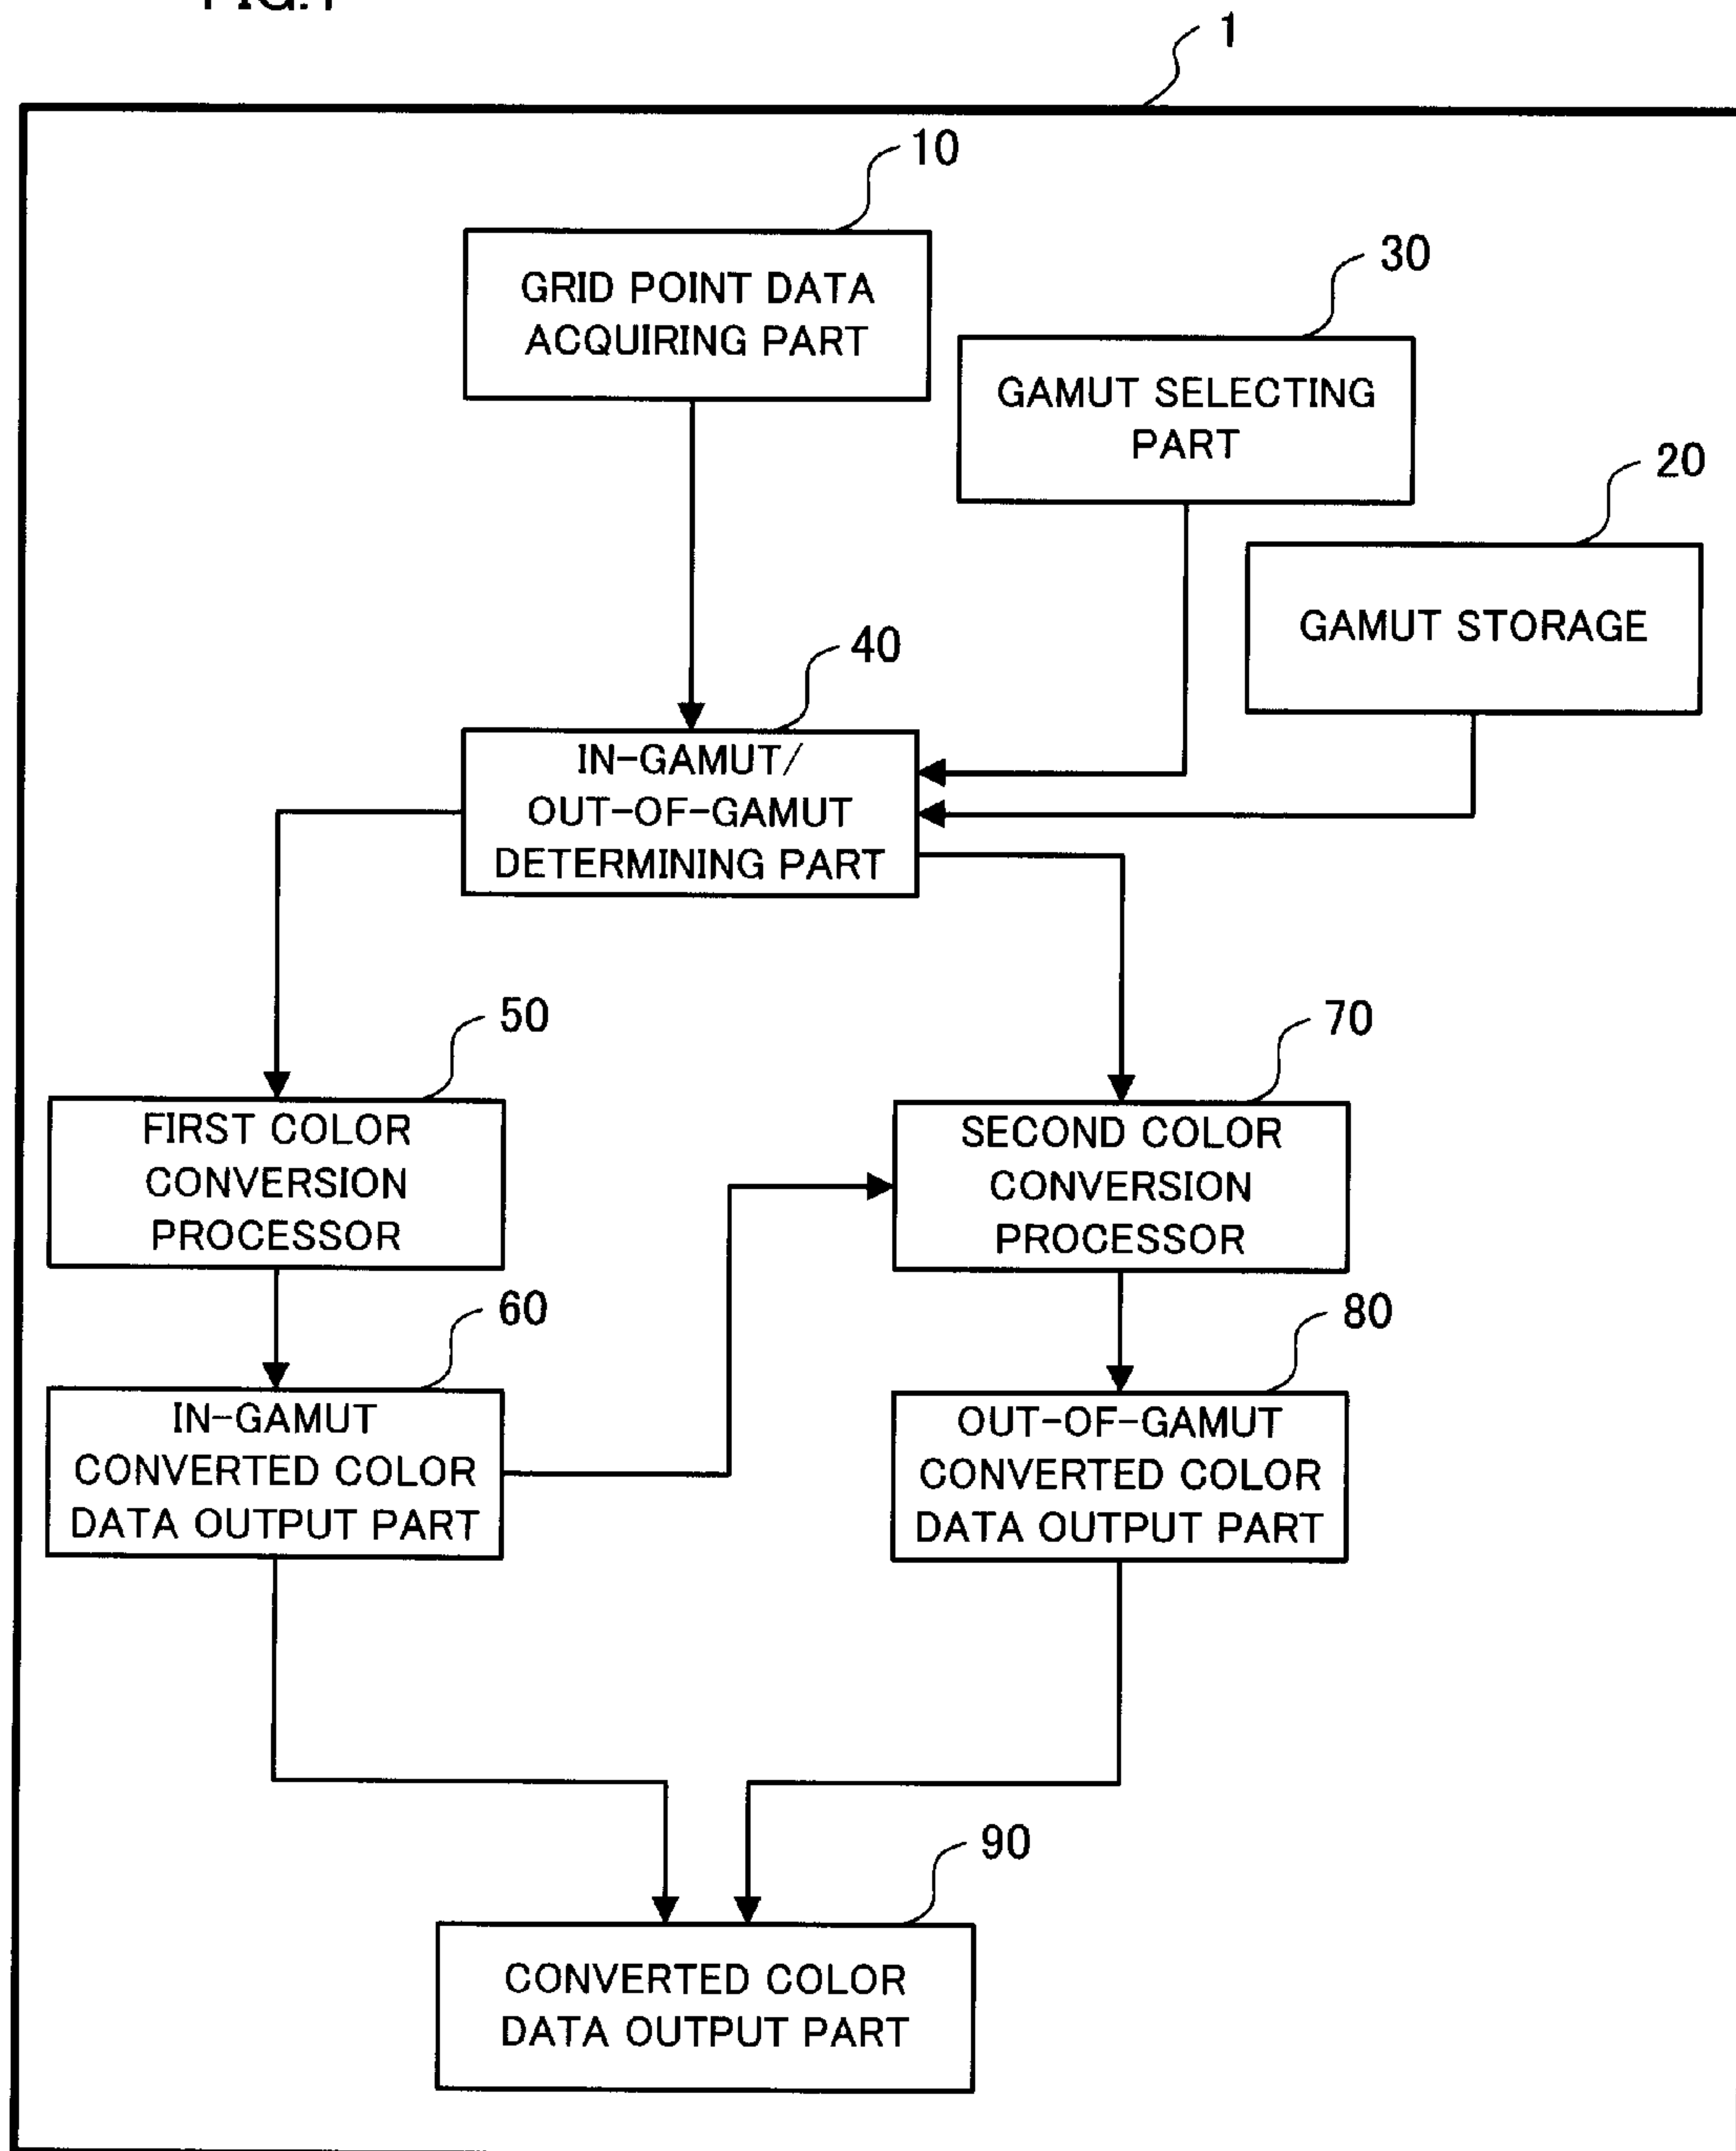 FIG.1
1
10
GRID POINT DATA
ACQUIRING PART
30
GAMUT SELECTING
PART
20
GAMUT STORAGE
40
IN-GAMUT/
OUT-OF-GAMUT
DETERMINING PART
50
FIRST COLOR
CONVERSION
PROCESSOR
70
SECOND COLOR
CONVERSION
PROCESSOR
60
IN-GAMUT
CONVERTED COLOR
DATA OUTPUT PART
80
OUT-OF-GAMUT
CONVERTED COLOR
DATA OUTPUT PART
90
CONVERTED COLOR
DATA OUTPUT PART